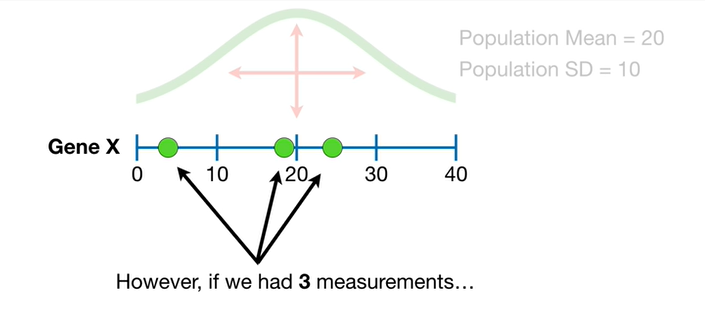 Population Mean = 20
Population SD = 10
Gene X
0 10 20 30 40
However, if we had 3 measurements…